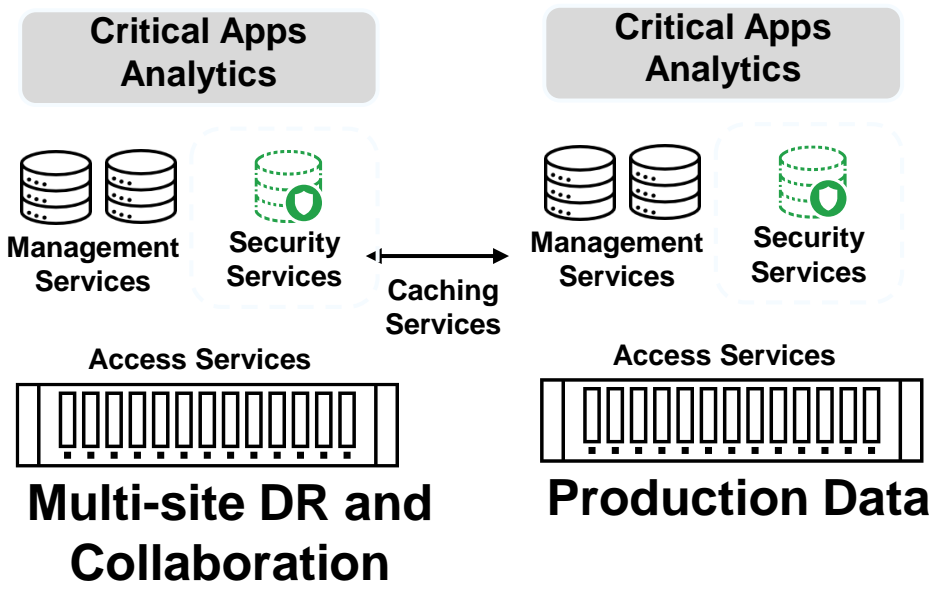 Critical Apps
Analytics
Management
Services
Security
Services
Access Services
Multi-site DR and
Collaboration
Caching
Services
Critical Apps
Analytics
Management
Services
Security
Services
Access Services
Production Data